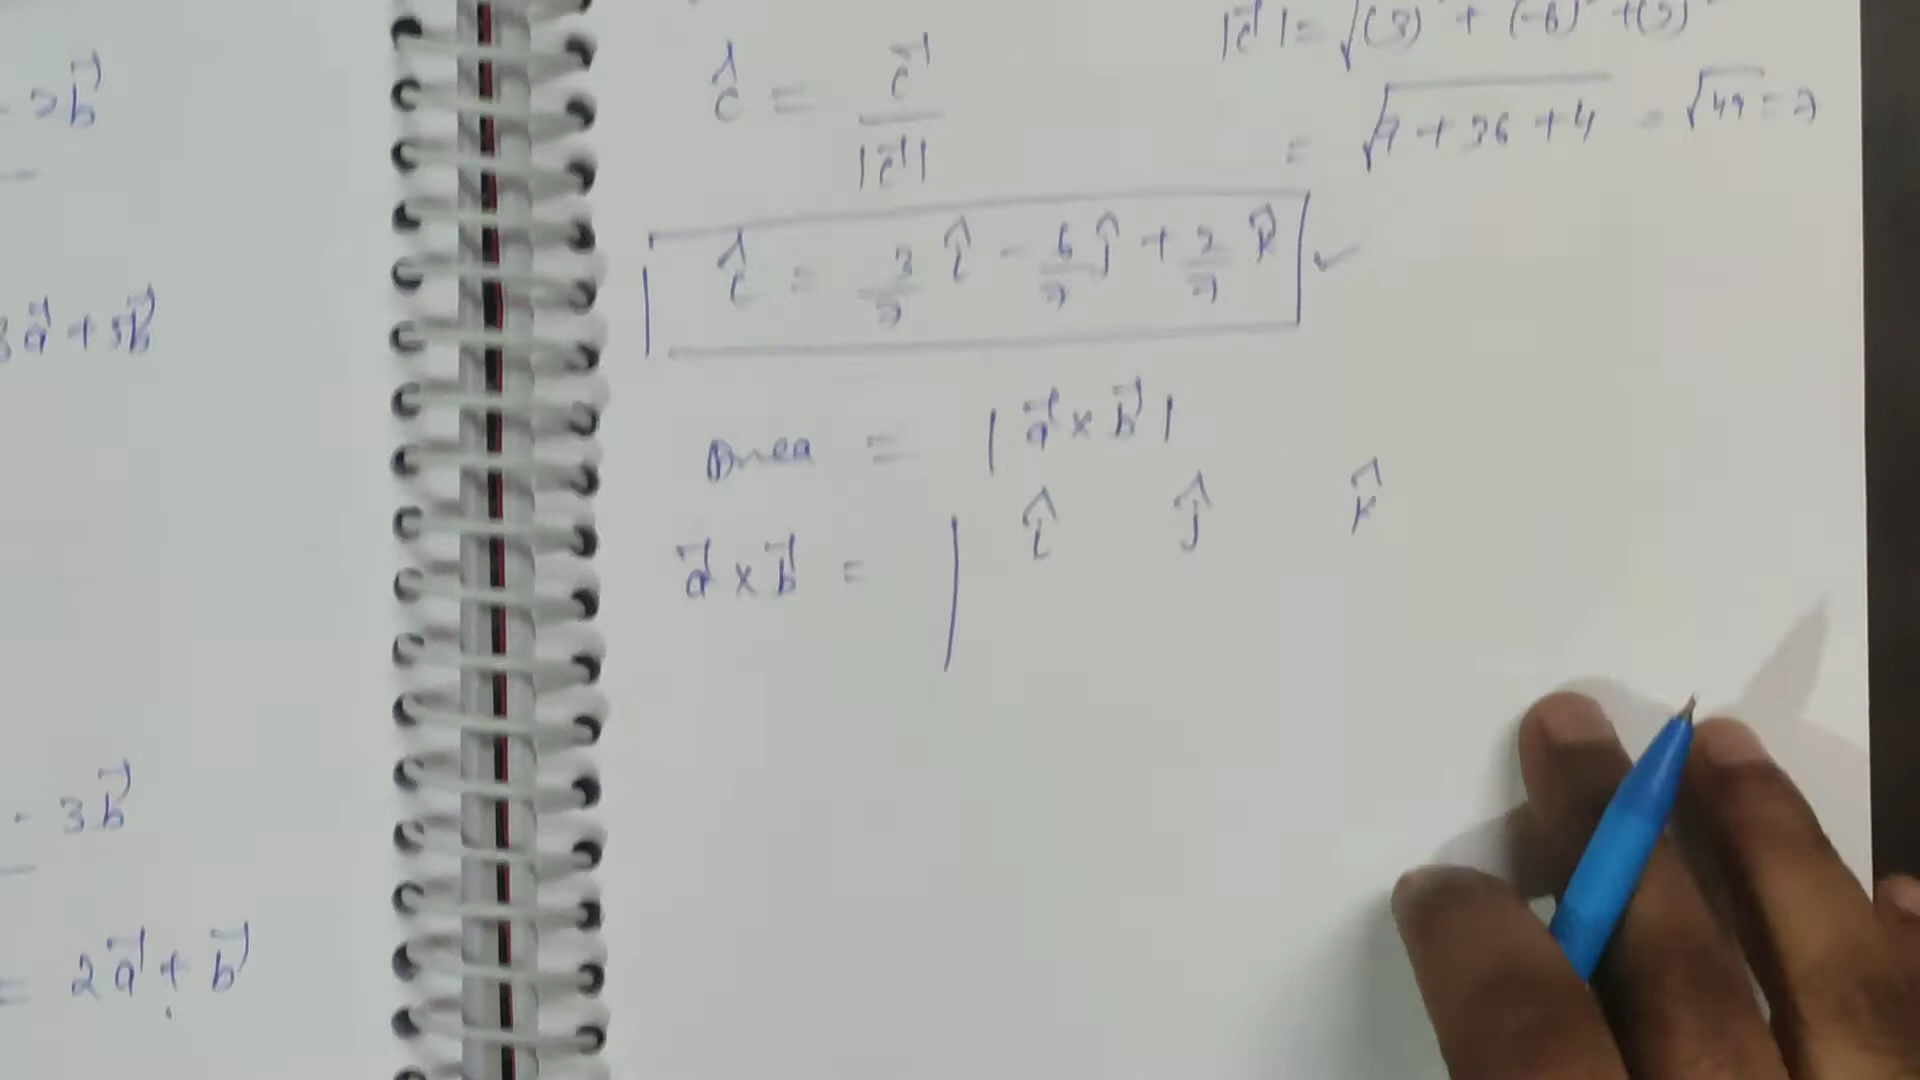 - 2b⃗
3a⃗ + 3b⃗
- 3b⃗
= 2a⃗ + b⃗
|c⃗| = √(3)² + (-6)² + (2)²
ĉ = c⃗ / |c⃗|
= √9 + 36 + 4 = √49 = 7
ĉ = 3/7 î - 6/7 ĵ + 2/7 k̂ ✓
Area = |a⃗ × b⃗|
a⃗ × b⃗ = | î ĵ k̂